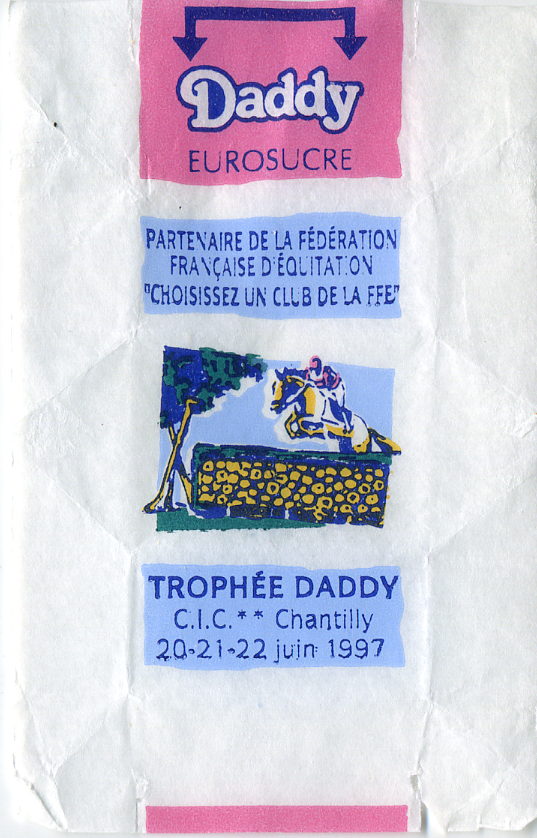 Daddy
EUROSUCRE
PARTENAIRE DE LA FÉDÉRATION
FRANÇAISE D'ÉQUITATION
"CHOISISSEZ UN CLUB DE LA FFE"
TROPHÉE DADDY
C.I.C.** Chantilly
20-21-22 juin 1997